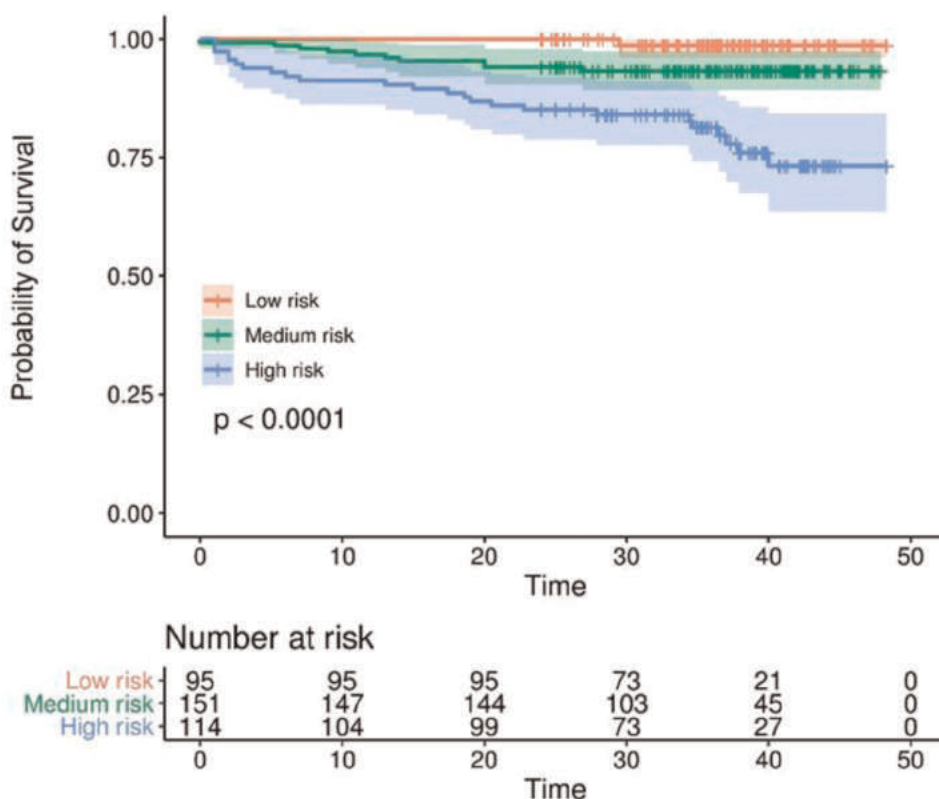 Probability of Survival
1.00
0.75
0.50
0.25
0.00
Low risk
Medium risk
High risk
p < 0.0001
0 10 20 30 40 50
Time
Number at risk
Low risk 95 95 95 73 21 0
Medium risk 151 147 144 103 45 0
High risk 114 104 99 73 27 0
0 10 20 30 40 50
Time